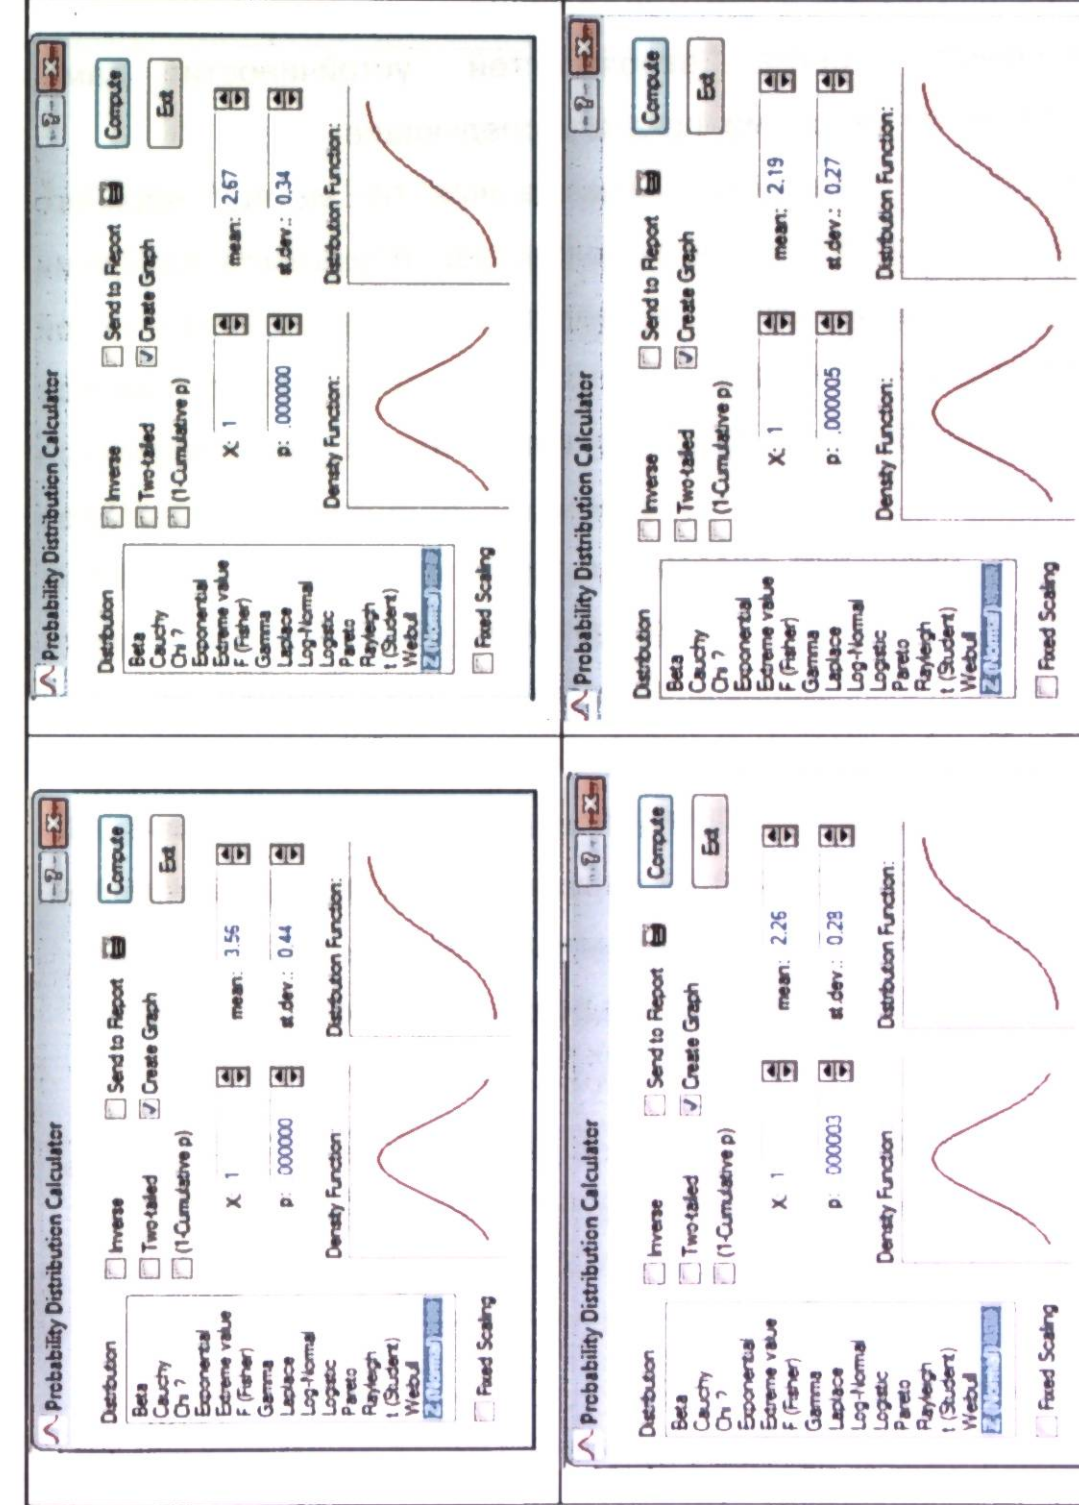 Probability Distribution Calculator
Distribution
Beta
Cauchy
Chi ?
Exponential
Extreme value
F (Fisher)
Gamma
Laplace
Log-Normal
Logistic
Pareto
Rayleigh
t (Student)
Weibull
Z (Normal)
Fixed Scaling
Inverse
Two-tailed
(1-Cumulative p)
Send to Report
Create Graph
Compute
Exit
X: 1
mean: 3.56
p: 000000
st.dev.: 0.44
Density Function:
Distribution Function:
Probability Distribution Calculator
Distribution
Beta
Cauchy
Chi ?
Exponential
Extreme value
F (Fisher)
Gamma
Laplace
Log-Normal
Logistic
Pareto
Rayleigh
t (Student)
Weibull
Z (Normal)
Fixed Scaling
Inverse
Two-tailed
(1-Cumulative p)
Send to Report
Create Graph
Compute
Exit
X: 1
mean: 2.67
p: .000000
st.dev.: 0.34
Density Function:
Distribution Function:
Probability Distribution Calculator
Distribution
Beta
Cauchy
Chi ?
Exponential
Extreme value
F (Fisher)
Gamma
Laplace
Log-Normal
Logistic
Pareto
Rayleigh
t (Student)
Weibull
Z (Normal)
Fixed Scaling
Inverse
Two-tailed
(1-Cumulative p)
Send to Report
Create Graph
Compute
Exit
X 1
mean: 2.26
p: 000003
st.dev.: 0.28
Density Function
Distribution Function:
Probability Distribution Calculator
Distribution
Beta
Cauchy
Chi ?
Exponential
Extreme value
F (Fisher)
Gamma
Laplace
Log-Normal
Logistic
Pareto
Rayleigh
t (Student)
Weibull
Z (Normal)
Fixed Scaling
Inverse
Two-tailed
(1-Cumulative p)
Send to Report
Create Graph
Compute
Exit
X: 1
mean: 2.19
p: .000005
st.dev.: 0.27
Density Function:
Distribution Function: